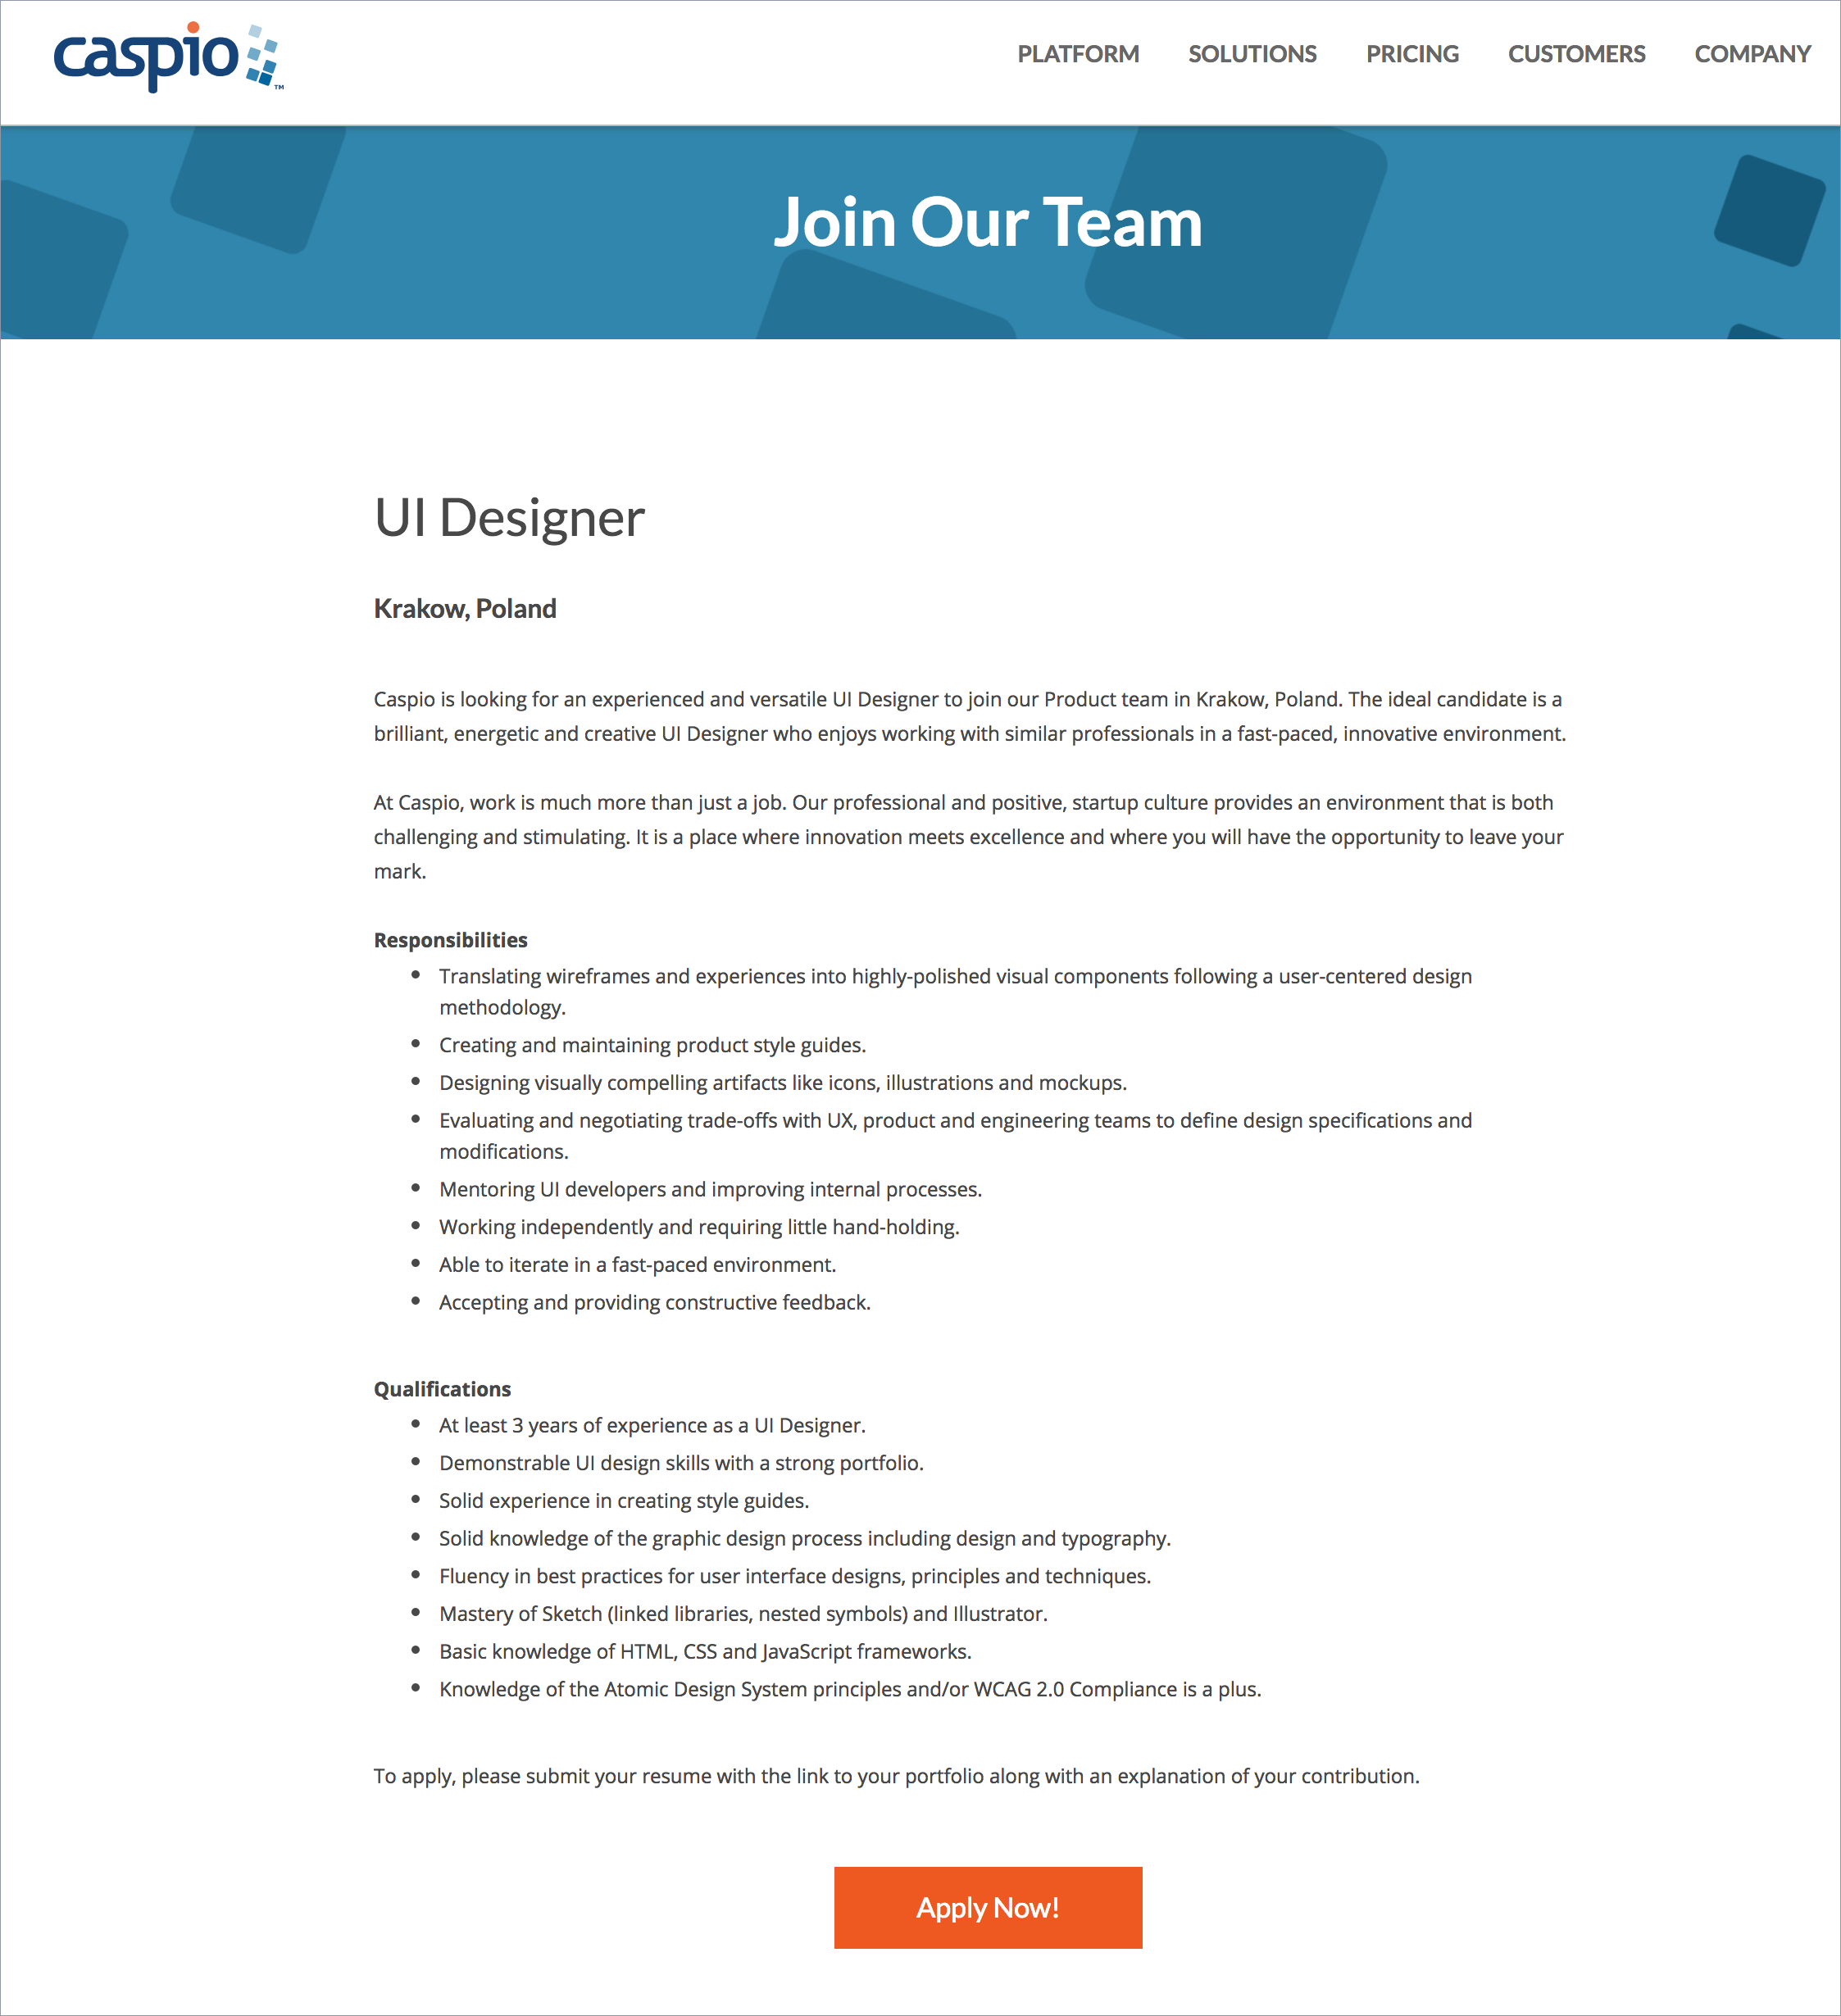 caspio™
PLATFORM SOLUTIONS PRICING CUSTOMERS COMPANY
Join Our Team
UI Designer
Krakow, Poland
Caspio is looking for an experienced and versatile UI Designer to join our Product team in Krakow, Poland. The ideal candidate is a
brilliant, energetic and creative UI Designer who enjoys working with similar professionals in a fast-paced, innovative environment.
At Caspio, work is much more than just a job. Our professional and positive, startup culture provides an environment that is both
challenging and stimulating. It is a place where innovation meets excellence and where you will have the opportunity to leave your
mark.
Responsibilities
• Translating wireframes and experiences into highly-polished visual components following a user-centered design
methodology.
• Creating and maintaining product style guides.
• Designing visually compelling artifacts like icons, illustrations and mockups.
• Evaluating and negotiating trade-offs with UX, product and engineering teams to define design specifications and
modifications.
• Mentoring UI developers and improving internal processes.
• Working independently and requiring little hand-holding.
• Able to iterate in a fast-paced environment.
• Accepting and providing constructive feedback.
Qualifications
• At least 3 years of experience as a UI Designer.
• Demonstrable UI design skills with a strong portfolio.
• Solid experience in creating style guides.
• Solid knowledge of the graphic design process including design and typography.
• Fluency in best practices for user interface designs, principles and techniques.
• Mastery of Sketch (linked libraries, nested symbols) and Illustrator.
• Basic knowledge of HTML, CSS and JavaScript frameworks.
• Knowledge of the Atomic Design System principles and/or WCAG 2.0 Compliance is a plus.
To apply, please submit your resume with the link to your portfolio along with an explanation of your contribution.
Apply Now!